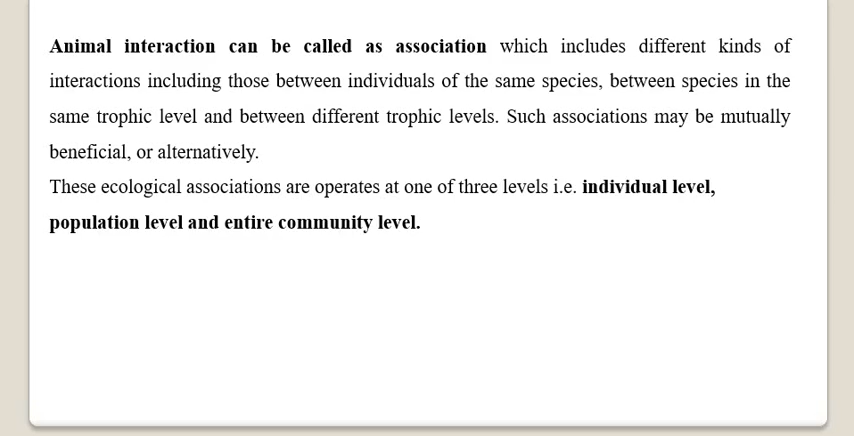 Animal interaction can be called as association which includes different kinds of
interactions including those between individuals of the same species, between species in the
same trophic level and between different trophic levels. Such associations may be mutually
beneficial, or alternatively.
These ecological associations are operates at one of three levels i.e. individual level,
population level and entire community level.